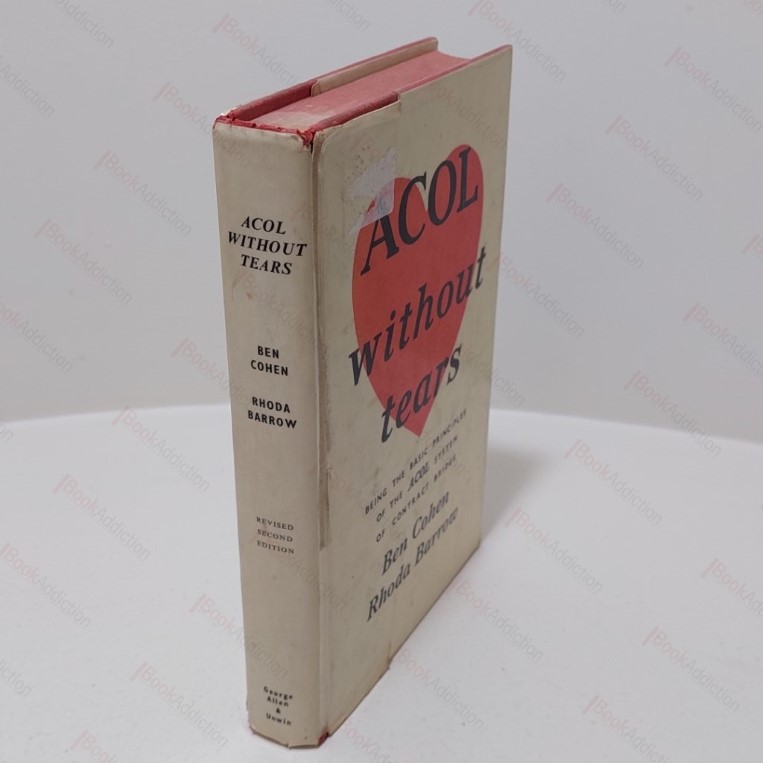 ACOL
WITHOUT
TEARS
BEN
COHEN
RHODA
BARROW
REVISED
SECOND
EDITION
George
Allen
&
Unwin
ACOL
without
tears
BEING THE BASIC PRINCIPLES
OF THE ACOL SYSTEM
OF CONTRACT BRIDGE
Ben Cohen
Rhoda Barrow
BookAddiction